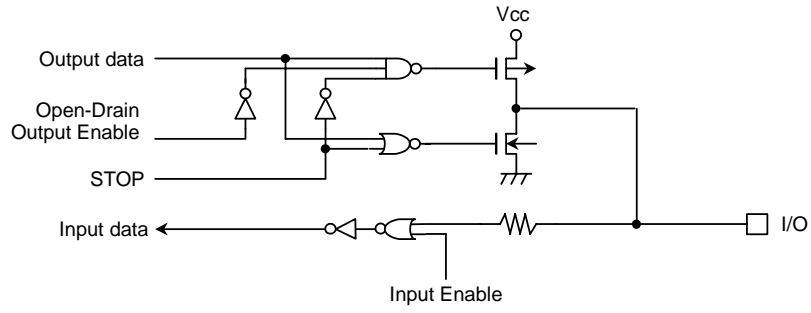 Vcc
Output data
Open-Drain
Output Enable
STOP
Input data
I/O
Input Enable